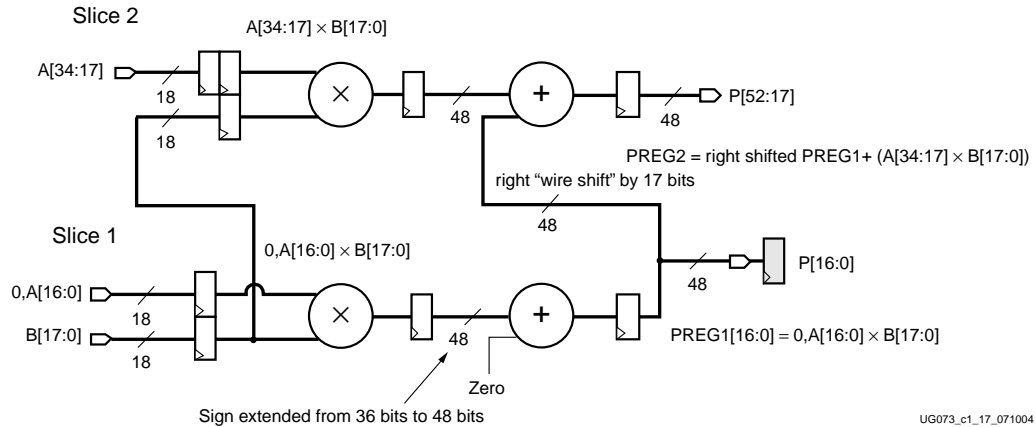 Slice 2
A[34:17] × B[17:0]
A[34:17]
18
18
×
48
+
48
P[52:17]
PREG2 = right shifted PREG1+ (A[34:17] × B[17:0])
right “wire shift” by 17 bits
48
Slice 1
0,A[16:0] × B[17:0]
48
P[16:0]
0,A[16:0]
18
B[17:0]
18
×
48
+
PREG1[16:0] = 0,A[16:0] × B[17:0]
Zero
Sign extended from 36 bits to 48 bits
UG073_c1_17_071004